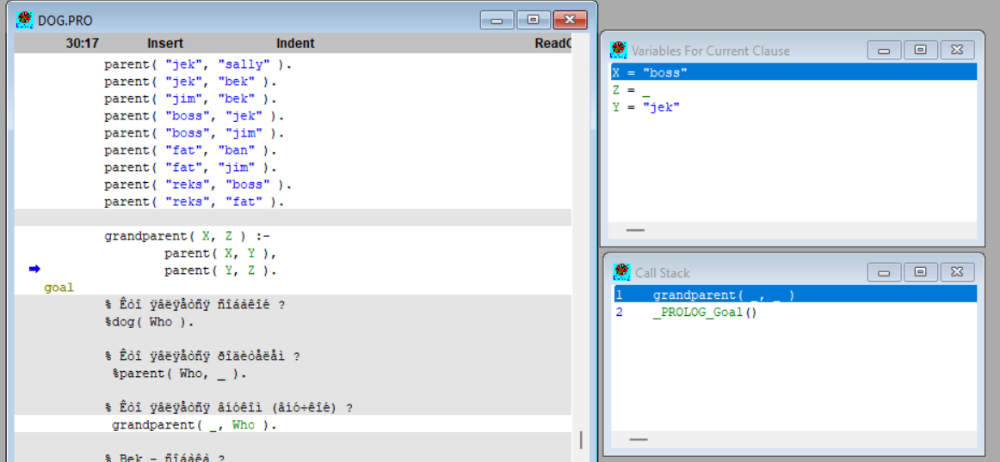 DOG.PRO
30:17 Insert Indent ReadO
parent( "jek", "sally" ).
parent( "jek", "bek" ).
parent( "jim", "bek" ).
parent( "boss", "jek" ).
parent( "boss", "jim" ).
parent( "fat", "ban" ).
parent( "fat", "jim" ).
parent( "reks", "boss" ).
parent( "reks", "fat" ).
grandparent( X, Z ) :-
parent( X, Y ),
parent( Y, Z ).
goal
% Êòî ÿâëÿåòñÿ ñîáàêîé ?
%dog( Who ).
% Êòî ÿâëÿåòñÿ ðîäèòåëåì ?
%parent( Who, _ ).
% Êòî ÿâëÿåòñÿ âíóêîì (âíó÷êîé) ?
grandparent( _, Who ).
% Bek - ñîáàêà ?
Variables For Current Clause
X = "boss"
Z = _
Y = "jek"
Call Stack
1 grandparent( _, _ )
2 _PROLOG_Goal()